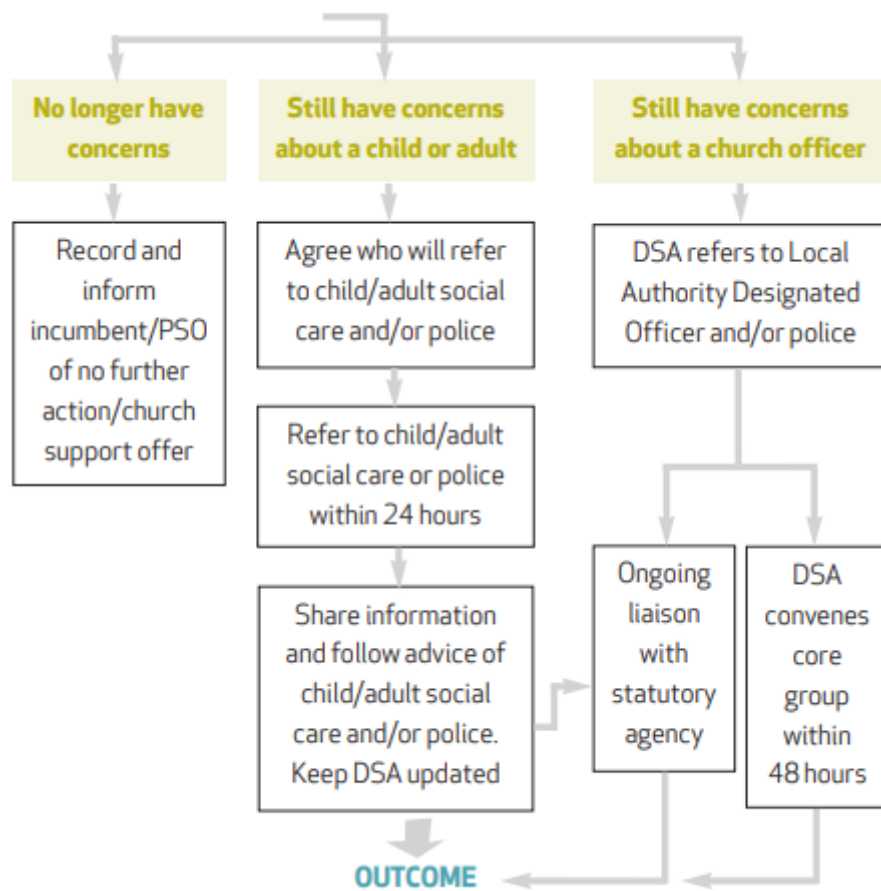 No longer have
concerns
Still have concerns
about a child or adult
Still have concerns
about a church officer
Record and
inform
incumbent/PSO
of no further
action/church
support offer
Agree who will refer
to child/adult social
care and/or police
DSA refers to Local
Authority Designated
Officer and/or police
Refer to child/adult
social care or police
within 24 hours
Share information
and follow advice of
child/adult social
care and/or police.
Keep DSA updated
Ongoing
liaison
with
statutory
agency
DSA
convenes
core
group
within
48 hours
OUTCOME